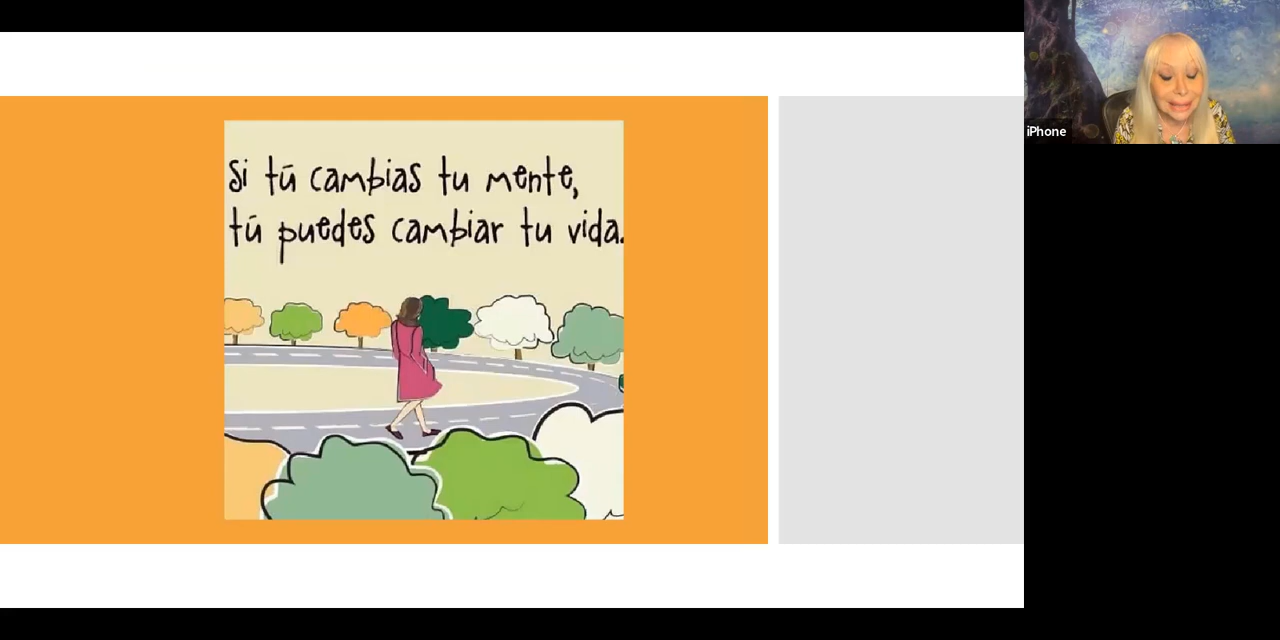 Si tú cambias tu mente,
tú puedes cambiar tu vida.
iPhone